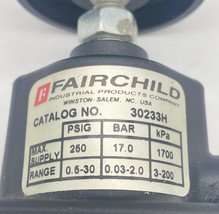 FAIRCHILD
INDUSTRIAL PRODUCTS COMPANY
WINSTON-SALEM, NC, USA
CATALOG NO. 30233H
PSIG BAR kPa
MAX SUPPLY 250 17.0 1700
RANGE 0.5-30 0.03-2.0 3-200